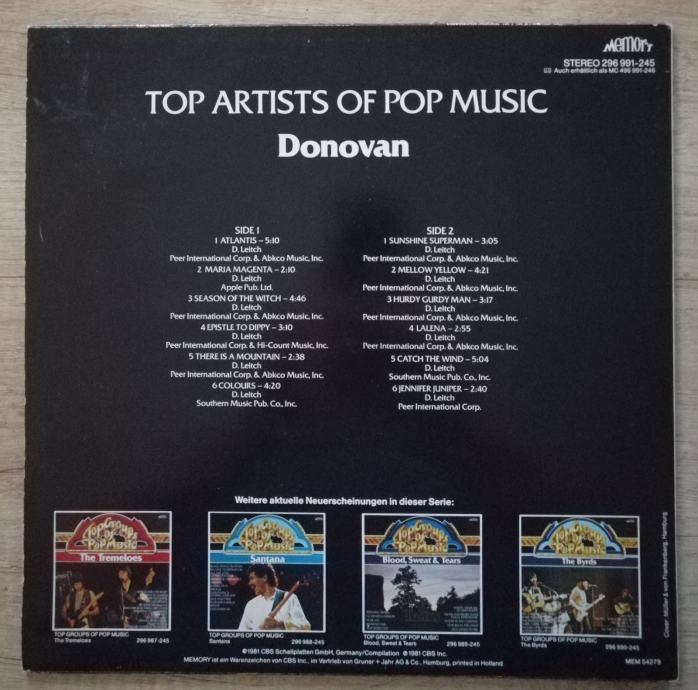 MEMORY
STEREO 296 991-245
Auch erhältlich als MC 496 991-246
TOP ARTISTS OF POP MUSIC
Donovan
SIDE 1
1 ATLANTIS – 5:10
D. Leitch
Peer International Corp. & Abkco Music, Inc.
2 MARIA MAGENTA – 2:10
D. Leitch
Apple Pub. Ltd.
3 SEASON OF THE WITCH – 4:46
D. Leitch
Peer International Corp. & Abkco Music, Inc.
4 EPISTLE TO DIPPY – 3:10
D. Leitch
Peer International Corp. & Hi-Count Music, Inc.
5 THERE IS A MOUNTAIN – 2:38
D. Leitch
Peer International Corp. & Abkco Music, Inc.
6 COLOURS – 4:20
D. Leitch
Southern Music Pub. Co., Inc.
SIDE 2
1 SUNSHINE SUPERMAN – 3:05
D. Leitch
Peer International Corp. & Abkco Music, Inc.
2 MELLOW YELLOW – 4:21
D. Leitch
Peer International Corp. & Abkco Music, Inc.
3 HURDY GURDY MAN – 3:17
D. Leitch
Peer International Corp. & Abkco Music, Inc.
4 LALENA – 2:55
D. Leitch
Peer International Corp. & Abkco Music, Inc.
5 CATCH THE WIND – 5:04
D. Leitch
Southern Music Pub. Co., Inc.
6 JENNIFER JUNIPER – 2:40
D. Leitch
Peer International Corp.
Weitere aktuelle Neuerscheinungen in dieser Serie:
Top Groups
of
Pop Music
The Tremeloes
TOP GROUPS OF POP MUSIC
The Tremeloes 296 987-245
Top Groups
of
Pop Music
Santana
TOP GROUPS OF POP MUSIC
Santana 296 988-245
Top Groups
of
Pop Music
Blood, Sweat & Tears
TOP GROUPS OF POP MUSIC
Blood, Sweat & Tears 296 989-245
Top Groups
of
Pop Music
The Byrds
TOP GROUPS OF POP MUSIC
The Byrds 296 990-245
Cover: Müller & von Frankenberg, Hamburg
℗1981 CBS Schallplatten GmbH, Germany/Compilation ℗1981 CBS Inc.
MEMORY ist ein Warenzeichen von CBS Inc., im Vertrieb von Gruner + Jahr AG & Co., Hamburg, printed in Holland
MEM 54279